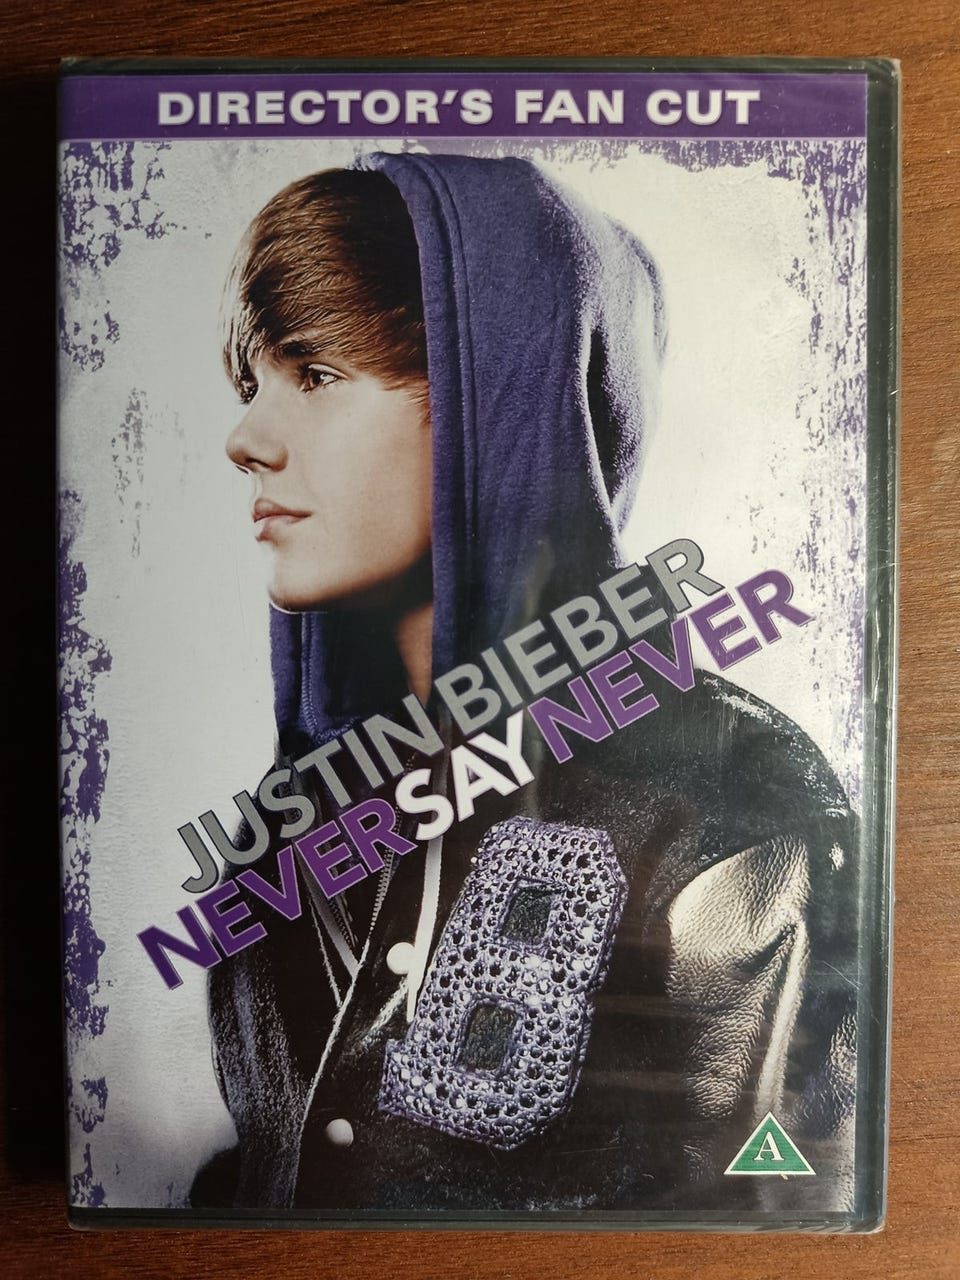 DIRECTOR'S FAN CUT
JUSTIN BIEBER
NEVER SAY NEVER
B
A